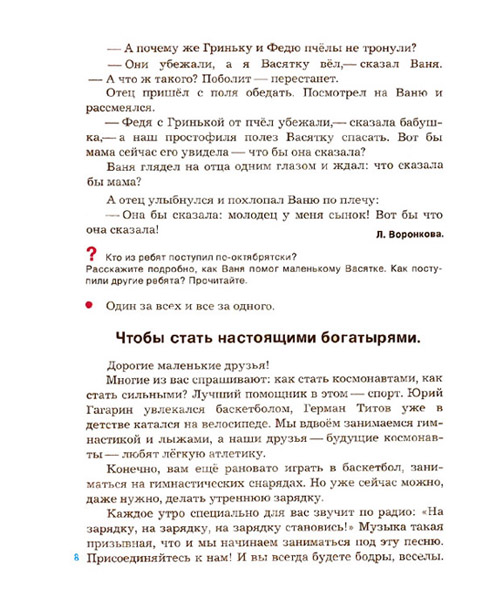 — А почему же Гриньку и Федю пчёлы не тронули?
— Они убежали, а я Васятку вёл,— сказал Ваня.
— А что ж такого? Поболит — перестанет.
Отец пришёл с поля обедать. Посмотрел на Ваню и
рассмеялся.
— Федя с Гринькой от пчел убежали,— сказала бабуш-
ка,— а наш простофиля полез Васятку спасать. Вот бы
мама сейчас его увидела — что бы она сказала?
Ваня глядел на отца одним глазом и ждал: что сказала
бы мама?
А отец улыбнулся и похлопал Ваню по плечу:
— Она бы сказала: молодец у меня сынок! Вот бы что
она сказала!
Л. Воронкова.
? Кто из ребят поступил по-октябрятски?
Расскажите подробно, как Ваня помог маленькому Васятке. Как посту-
пили другие ребята? Прочитайте.
● Один за всех и все за одного.
Чтобы стать настоящими богатырями.
Дорогие маленькие друзья!
Многие из вас спрашивают: как стать космонавтами, как
стать сильными? Лучший помощник в этом — спорт. Юрий
Гагарин увлекался баскетболом, Герман Титов уже в
детстве катался на велосипеде. Мы вдвоём занимаемся гим-
настикой и лыжами, а наши друзья — будущие космонав-
ты — любят лёгкую атлетику.
Конечно, вам ещё рановато играть в баскетбол, зани-
маться на гимнастических снарядах. Но уже сейчас можно,
даже нужно, делать утреннюю зарядку.
Каждое утро специально для вас звучит по радио: «На
зарядку, на зарядку, на зарядку становись!» Музыка такая
призывная, что и мы начинаем заниматься под эту песню.
8 Присоединяйтесь к нам! И вы всегда будете бодры, веселы.